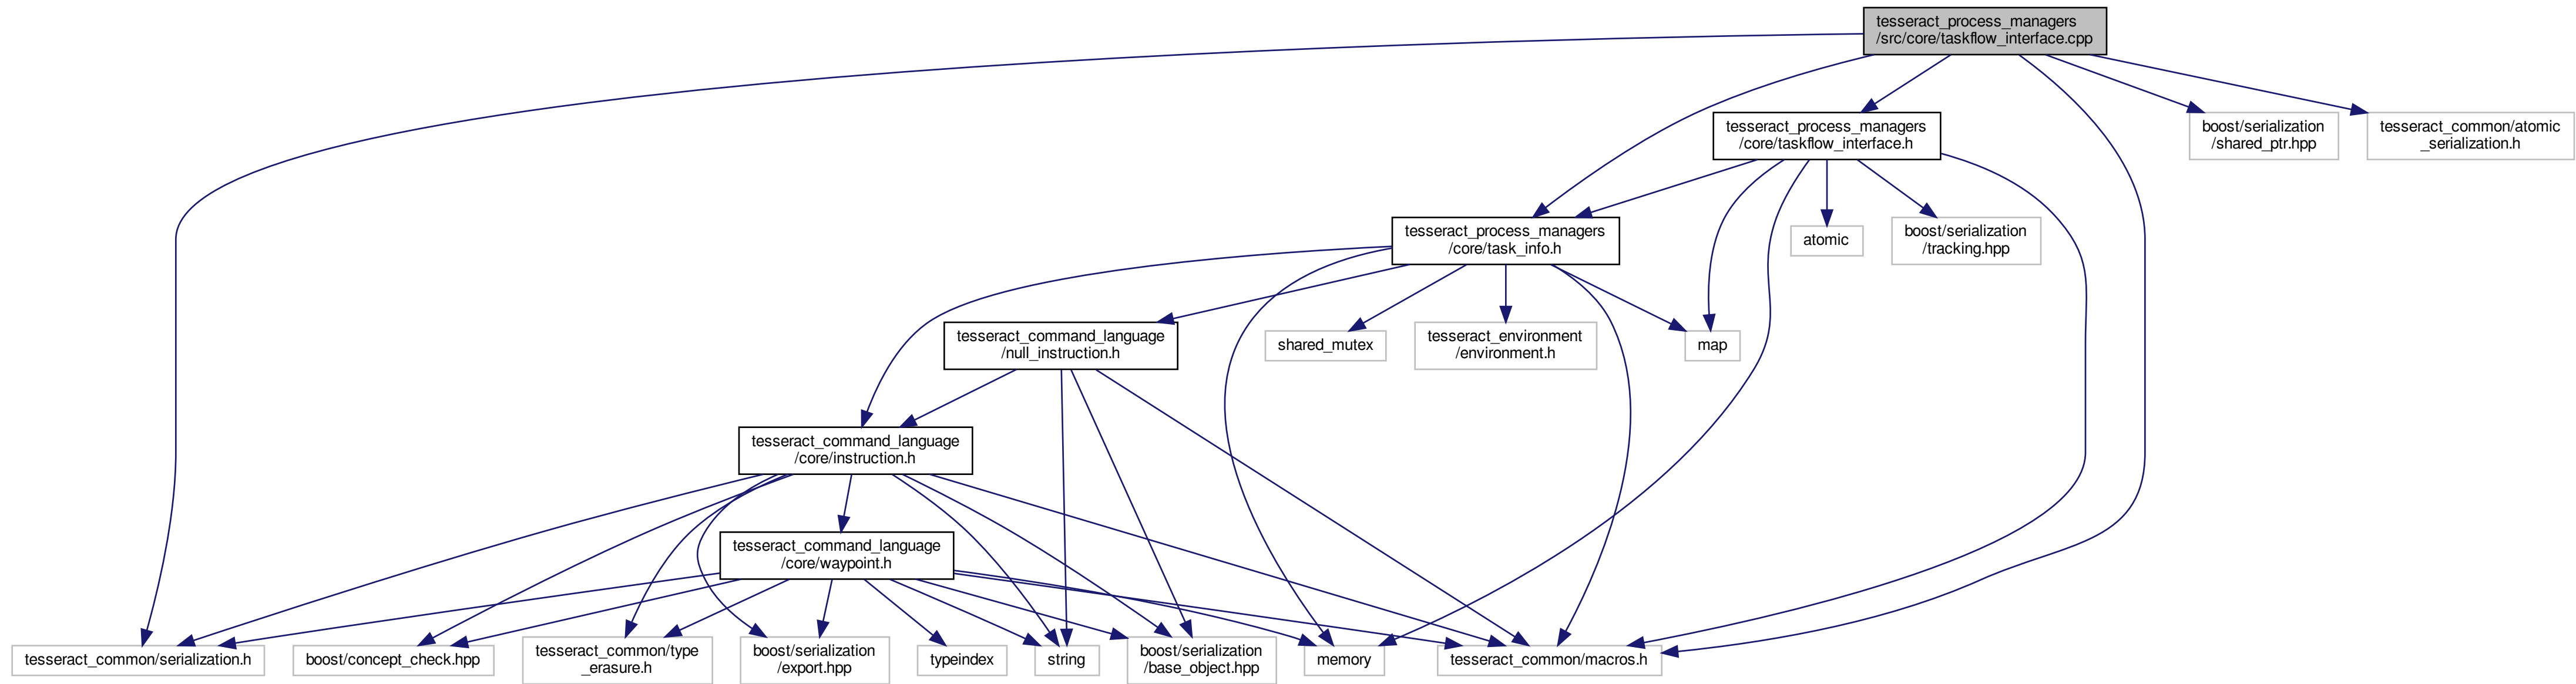 tesseract_process_managers
/src/core/taskflow_interface.cpp
tesseract_process_managers
/core/taskflow_interface.h
boost/serialization
/shared_ptr.hpp
tesseract_common/atomic
_serialization.h
tesseract_process_managers
/core/task_info.h
atomic
boost/serialization
/tracking.hpp
tesseract_command_language
/null_instruction.h
shared_mutex
tesseract_environment
/environment.h
map
tesseract_command_language
/core/instruction.h
tesseract_command_language
/core/waypoint.h
tesseract_common/serialization.h
boost/concept_check.hpp
tesseract_common/type
_erasure.h
boost/serialization
/export.hpp
typeindex
string
boost/serialization
/base_object.hpp
memory
tesseract_common/macros.h